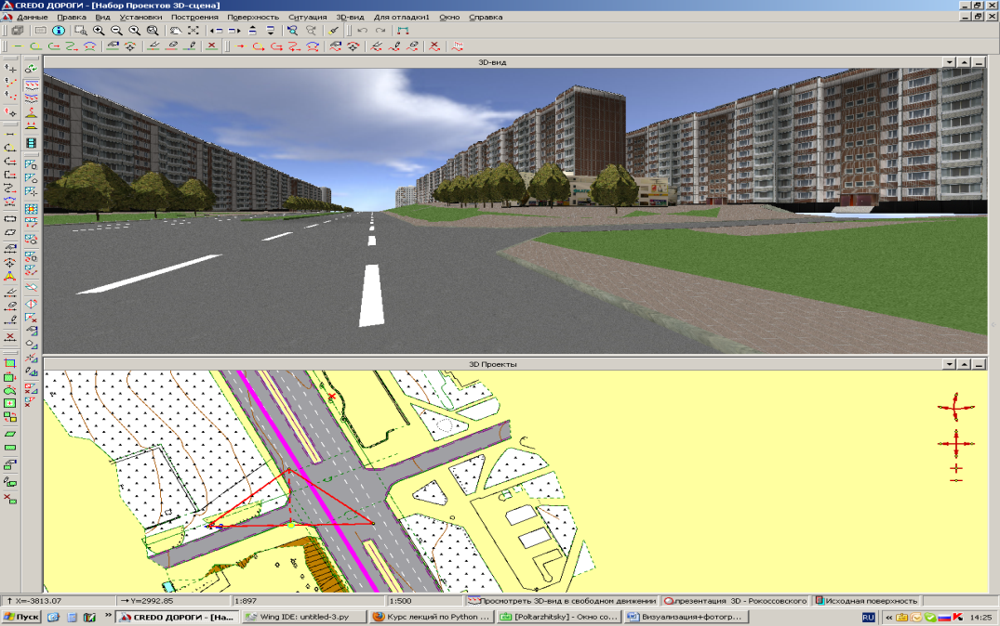 CREDO ДОРОГИ - [Набор Проектов 3D-сцена]
Данные Правка Вид Установки Построения Поверхность Ситуация 3D-вид Для отладки1 Окно Справка
3D-вид
3D Проекты
X=-3813.07 Y=2992.85 1:897 1:500 Просмотреть 3D-вид в свободном движении презентация 3D - Рокоссовского Исходная поверхность
Пуск CREDO ДОРОГИ - [На... Wing IDE: untitled-3.py Курс лекций по Python ... [Poltarzhitsky] - Окно со... Визуализация+фотогр... RU 14:25